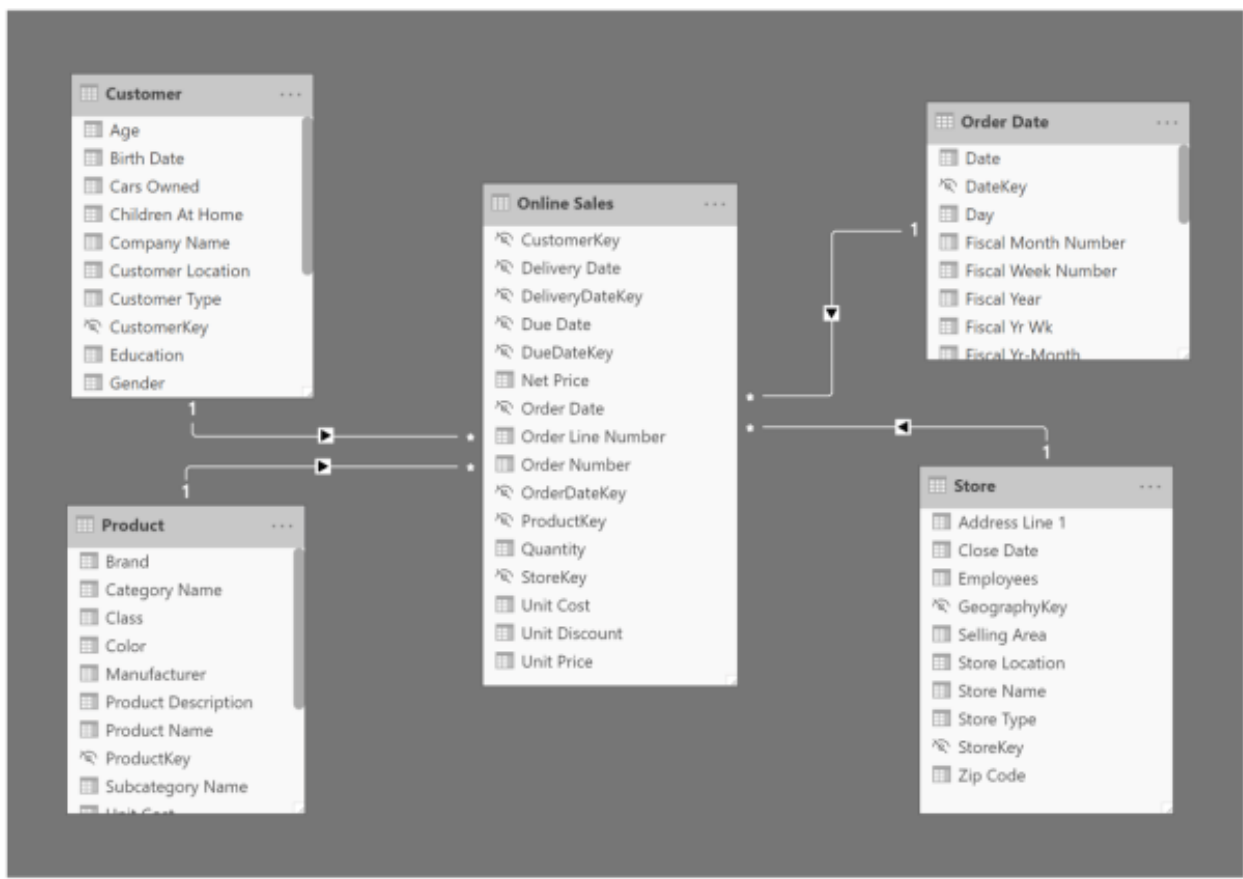 Customer
Age
Birth Date
Cars Owned
Children At Home
Company Name
Customer Location
Customer Type
CustomerKey
Education
Gender
1
Product
Brand
Category Name
Class
Color
Manufacturer
Product Description
Product Name
ProductKey
Subcategory Name
Unit Cost
1
Online Sales
CustomerKey
Delivery Date
DeliveryDateKey
Due Date
DueDateKey
Net Price
Order Date
Order Line Number
Order Number
OrderDateKey
ProductKey
Quantity
StoreKey
Unit Cost
Unit Discount
Unit Price
*
*
*
*
Order Date
Date
DateKey
Day
Fiscal Month Number
Fiscal Week Number
Fiscal Year
Fiscal Yr Wk
Fiscal Yr-Month
1
Store
Address Line 1
Close Date
Employees
GeographyKey
Selling Area
Store Location
Store Name
Store Type
StoreKey
Zip Code
1